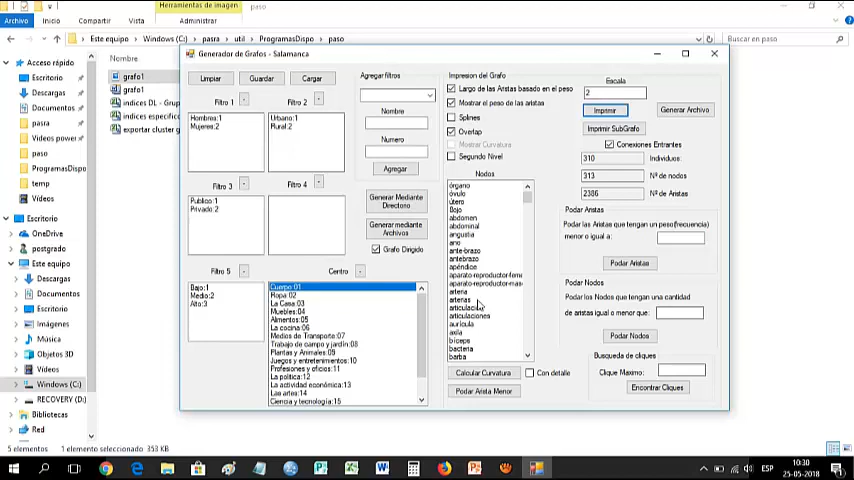 Herramientas de imagen
paso
Archivo
Inicio
Compartir
Vista
Administrar
Este equipo > Windows (C:) > pasra > util > ProgramasDispo > paso
Buscar en paso
Acceso rápido
Escritorio
Descargas
Documentos
pasra
Videos power
paso
ProgramasDispo
temp
Vídeos
Escritorio
OneDrive
postgrado
Este equipo
Descargas
Documentos
Escritorio
Imágenes
Música
Objetos 3D
Vídeos
Windows (C:)
RECOVERY (D:)
Bibliotecas
Red
Nombre
grafo1
grafo1
indices DL - Grup
indices especifico
exportar cluster g
5 elementos
1 elemento seleccionado 353 KB
Generador de Grafos - Salamanca
Limpiar
Guardar
Cargar
Filtro 1
-
Filtro 2
-
Hombres:1
Mujeres:2
Urbano:1
Rural:2
Filtro 3
-
Filtro 4
-
Publico:1
Privado:2
Filtro 5
-
Centro
-
Bajo:1
Medio:2
Alto:3
Cuerpo:01
Ropa:02
La Casa:03
Muebles:04
Alimentos:05
La cocina:06
Medios de Transporte:07
Trabajo de campo y jardín:08
Plantas y Animales:09
Juegos y entretenimientos:10
Profesiones y oficios:11
La política:12
La actividad económica:13
Las artes:14
Ciencia y tecnología:15
Agregar filtros
Nombre
Numero
Agregar
Generar Mediante Directorio
Generar mediante Archivos
Grafo Dirigido
Impresion del Grafo
Largo de las Aristas basado en el peso
Mostrar el peso de las aristas
Splines
Overlap
Mostrar Curvatura
Segundo Nivel
Nodos
órgano
óvulo
útero
abdomen
abdominal
angustia
ano
ante-brazo
antebrazo
apéndice
aparato-reproductor-feme
aparato-reproductor-mas
arteria
arterias
articulaciones
aurícula
axila
bíceps
bacteria
barba
Calcular Curvatura
Con detalle
Podar Arista Menor
Escala
2
Imprimir
Generar Archivo
Imprimir SubGrafo
Conexiones Entrantes
310
Individuos:
313
Nº de nodos
2386
Nº de Aristas
Podar Aristas
Podar las Aristas que tengan un peso(frecuencia)
menor o igual a:
Podar Aristas
Podar Nodos
Podar los Nodos que tengan una cantidad
de aristas igual o menor que:
Podar Nodos
Busqueda de cliques
Clique Maximo:
Encontrar Cliques
ESP
10:30
25-05-2018